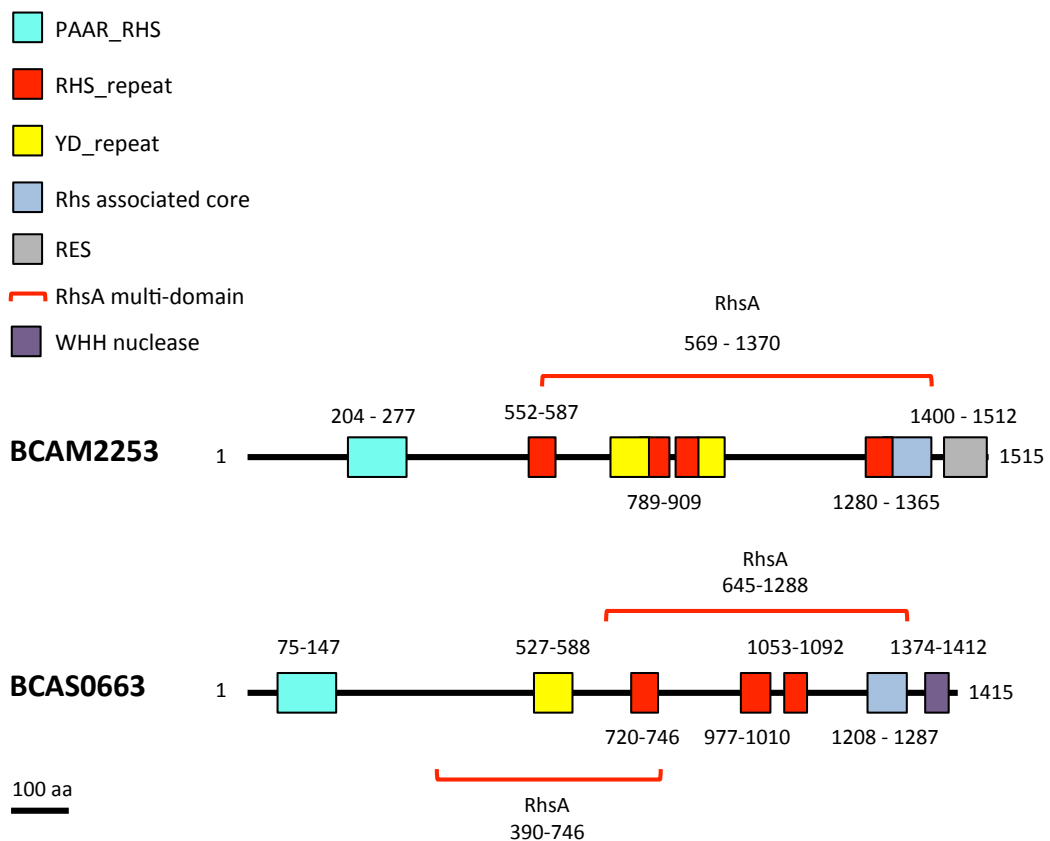 PAAR_RHS
RHS_repeat
YD_repeat
Rhs associated core
RES
RhsA multi-domain
WHH nuclease
RhsA
569 - 1370
204 - 277
552-587
1400 - 1512
BCAM2253
1
1515
789-909
1280 - 1365
RhsA
645-1288
75-147
527-588
1053-1092
1374-1412
BCAS0663
1
1415
720-746
977-1010
1208 - 1287
100 aa
RhsA
390-746